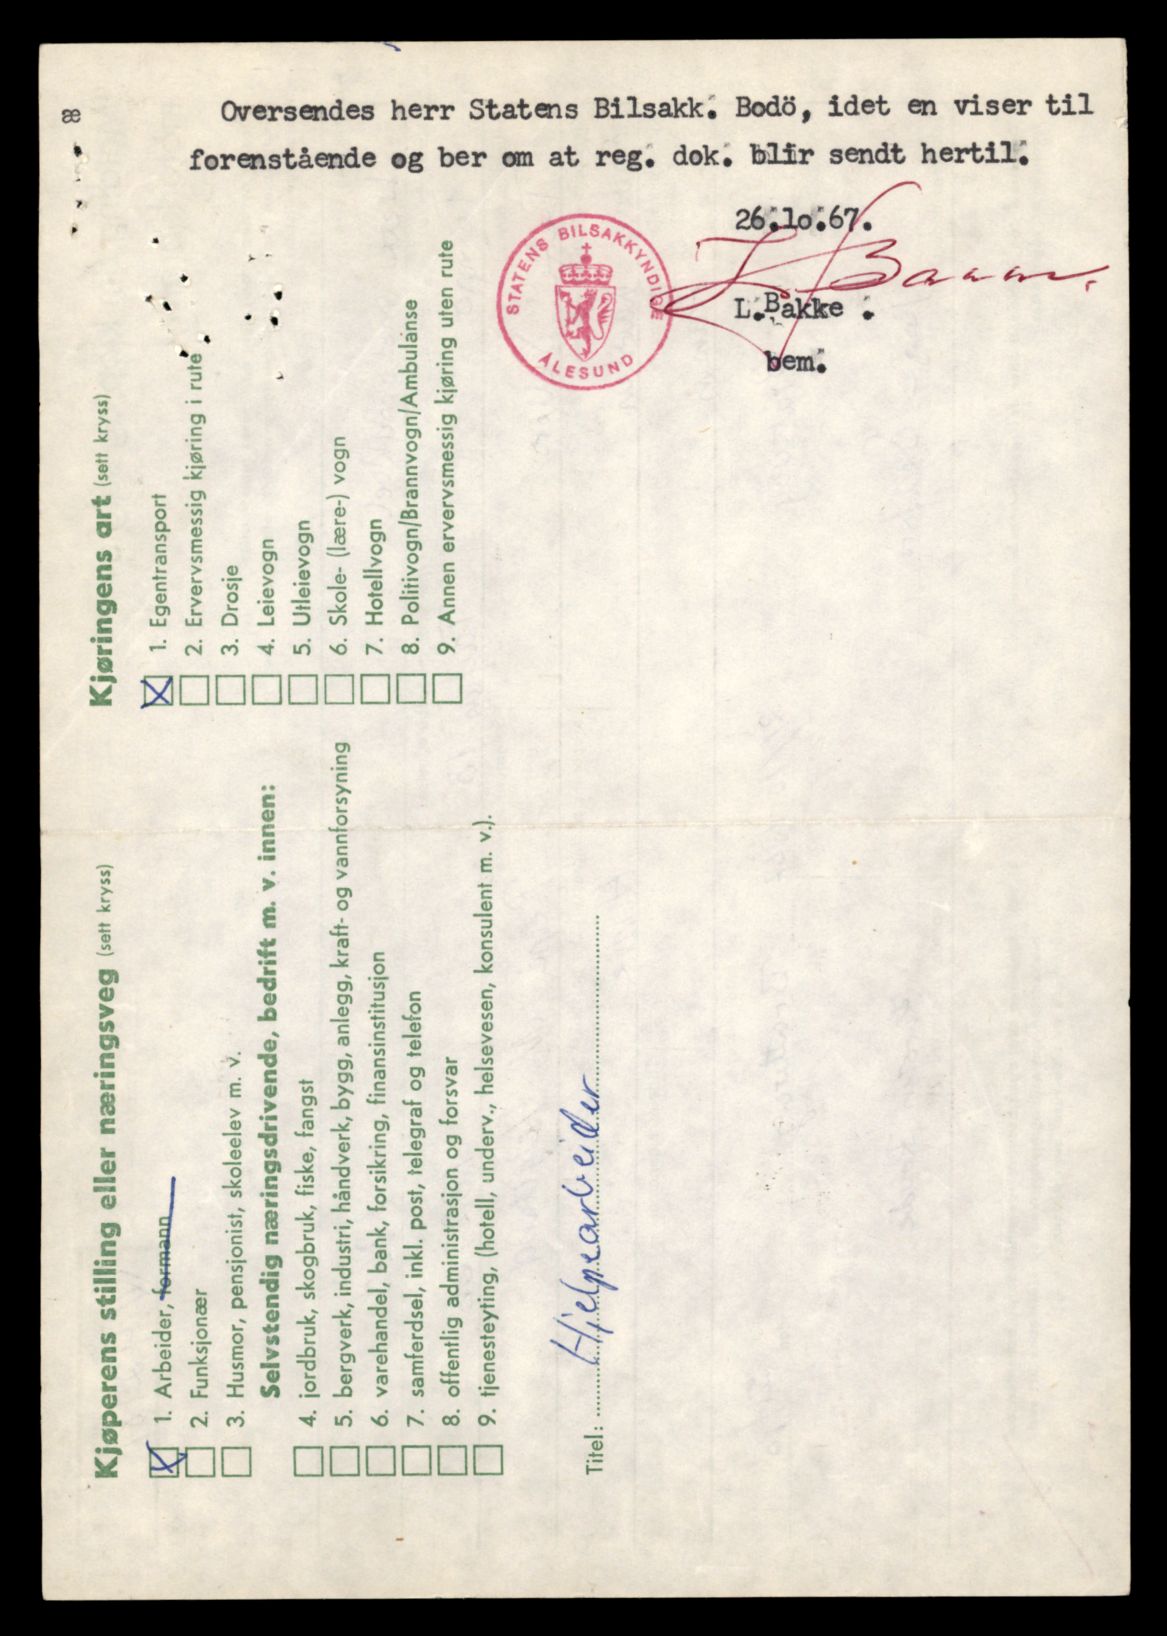 æ
Oversendes herr Statens Bilsakk. Bodö, idet en viser til
forenstående og ber om at reg. dok. blir sendt hertil.
26.10.67.
STATENS BILSAKKYNDIGE
ÅLESUND
L.Bakke .
bem.
Kjøperens stilling eller næringsveg (sett kryss)
1. Arbeider, formann
2. Funksjonær
3. Husmor, pensjonist, skoleelev m. v.
Selvstendig næringsdrivende, bedrift m. v. innen:
4. jordbruk, skogbruk, fiske, fangst
5. bergverk, industri, håndverk, bygg, anlegg, kraft- og vannforsyning
6. varehandel, bank, forsikring, finansinstitusjon
7. samferdsel, inkl. post, telegraf og telefon
8. offentlig administrasjon og forsvar
9. tjenesteyting, (hotell, underv., helsevesen, konsulent m. v.).
Titel: Hjelpearbeider
Kjøringens art (sett kryss)
1. Egentransport
2. Ervervsmessig kjøring i rute
3. Drosje
4. Leievogn
5. Utleievogn
6. Skole- (lære-) vogn
7. Hotellvogn
8. Politivogn/Brannvogn/Ambulanse
9. Annen ervervsmessig kjøring uten rute